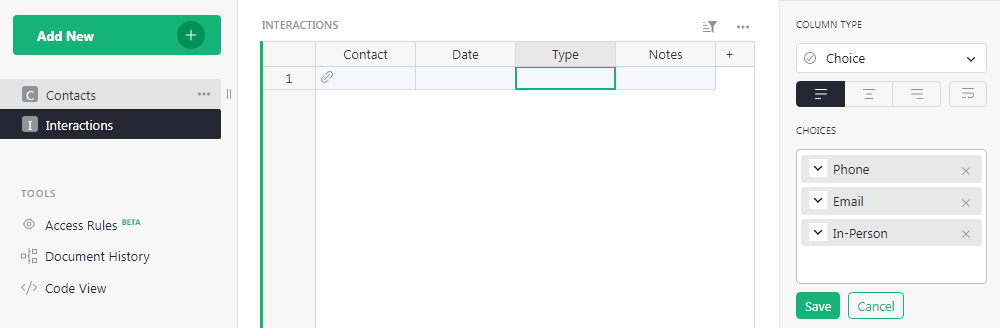 Add New +
C Contacts •••
I Interactions
TOOLS
Access Rules BETA
Document History
</> Code View
INTERACTIONS •••
Contact Date Type Notes +
1
COLUMN TYPE
Choice
CHOICES
Phone
Email
In-Person
Save Cancel